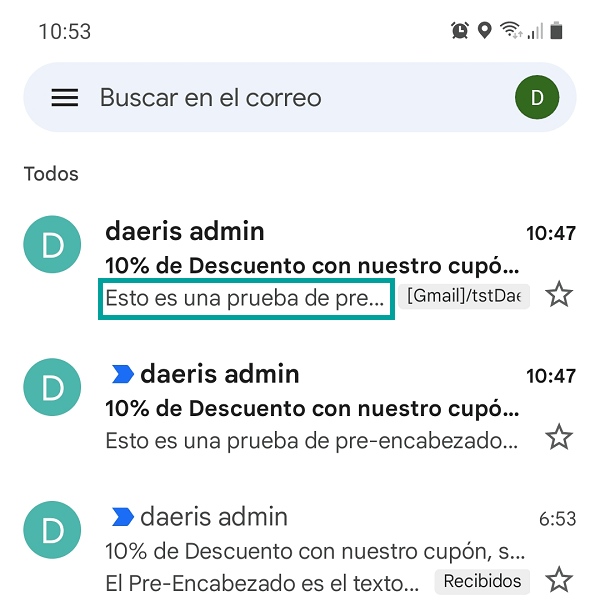 10:53
Buscar en el correo
D
Todos
D
daeris admin
10:47
10% de Descuento con nuestro cupó...
Esto es una prueba de pre...
[Gmail]/tstDae
D
daeris admin
10:47
10% de Descuento con nuestro cupó...
Esto es una prueba de pre-encabezado...
D
daeris admin
6:53
10% de Descuento con nuestro cupón, s...
El Pre-Encabezado es el texto...
Recibidos